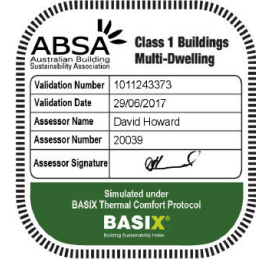 ABSA
Australian Building
Sustainability Association
Class 1 Buildings
Multi-Dwelling
Validation Number 1011243373
Validation Date 29/06/2017
Assessor Name David Howard
Assessor Number 20039
Assessor Signature
Simulated under
BASIX Thermal Comfort Protocol
BASIX®
Building Sustainability Index